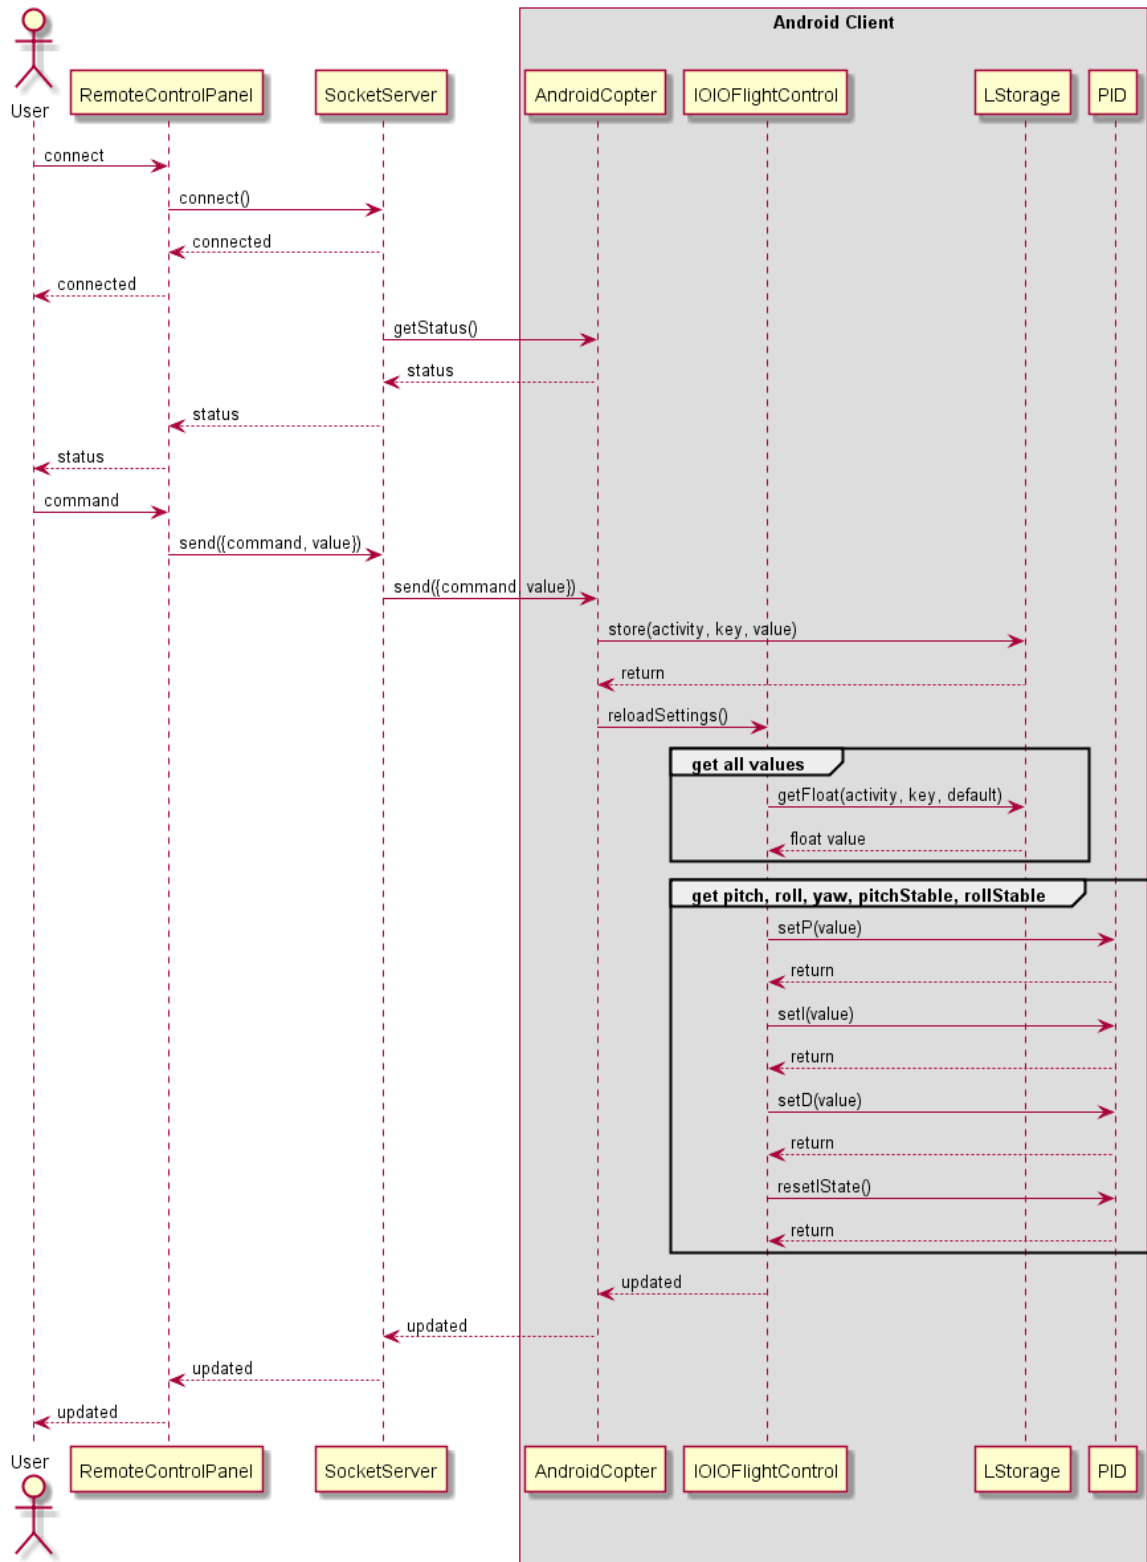 Android Client
User
RemoteControlPanel
SocketServer
AndroidCopter
IOIOFlightControl
LStorage
PID
connect
connect()
connected
connected
getStatus()
status
status
status
command
send({command, value})
send({command, value})
store(activity, key, value)
return
reloadSettings()
get all values
getFloat(activity, key, default)
float value
get pitch, roll, yaw, pitchStable, rollStable
setP(value)
return
setI(value)
return
setD(value)
return
resetIState()
return
updated
updated
updated
updated
User
RemoteControlPanel
SocketServer
AndroidCopter
IOIOFlightControl
LStorage
PID